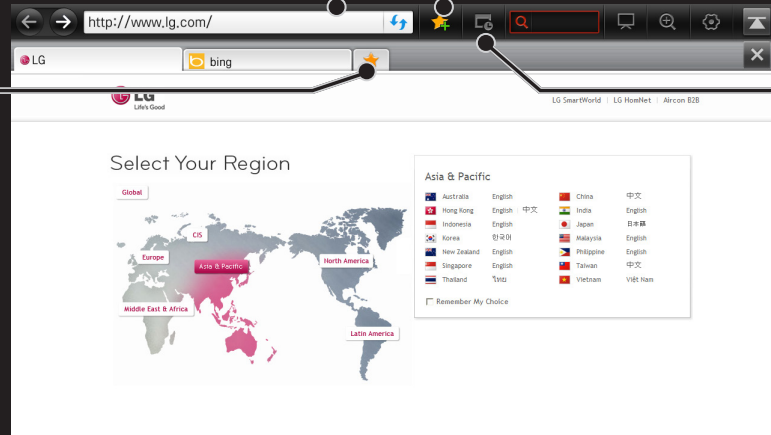 http://www.lg.com/
LG
bing
LG
Life's Good
LG SmartWorld | LG HomNet | Aircon B2B
Select Your Region
Global
CIS
Europe
Asia & Pacific
North America
Middle East & Africa
Latin America
Asia & Pacific
Australia English China 中文
Hong Kong English 中文 India English
Indonesia English Japan 日本語
Korea 한국어 Malaysia English
New Zealand English Philippine English
Singapore English Taiwan 中文
Thailand ไทย Vietnam Việt Nam
Remember My Choice